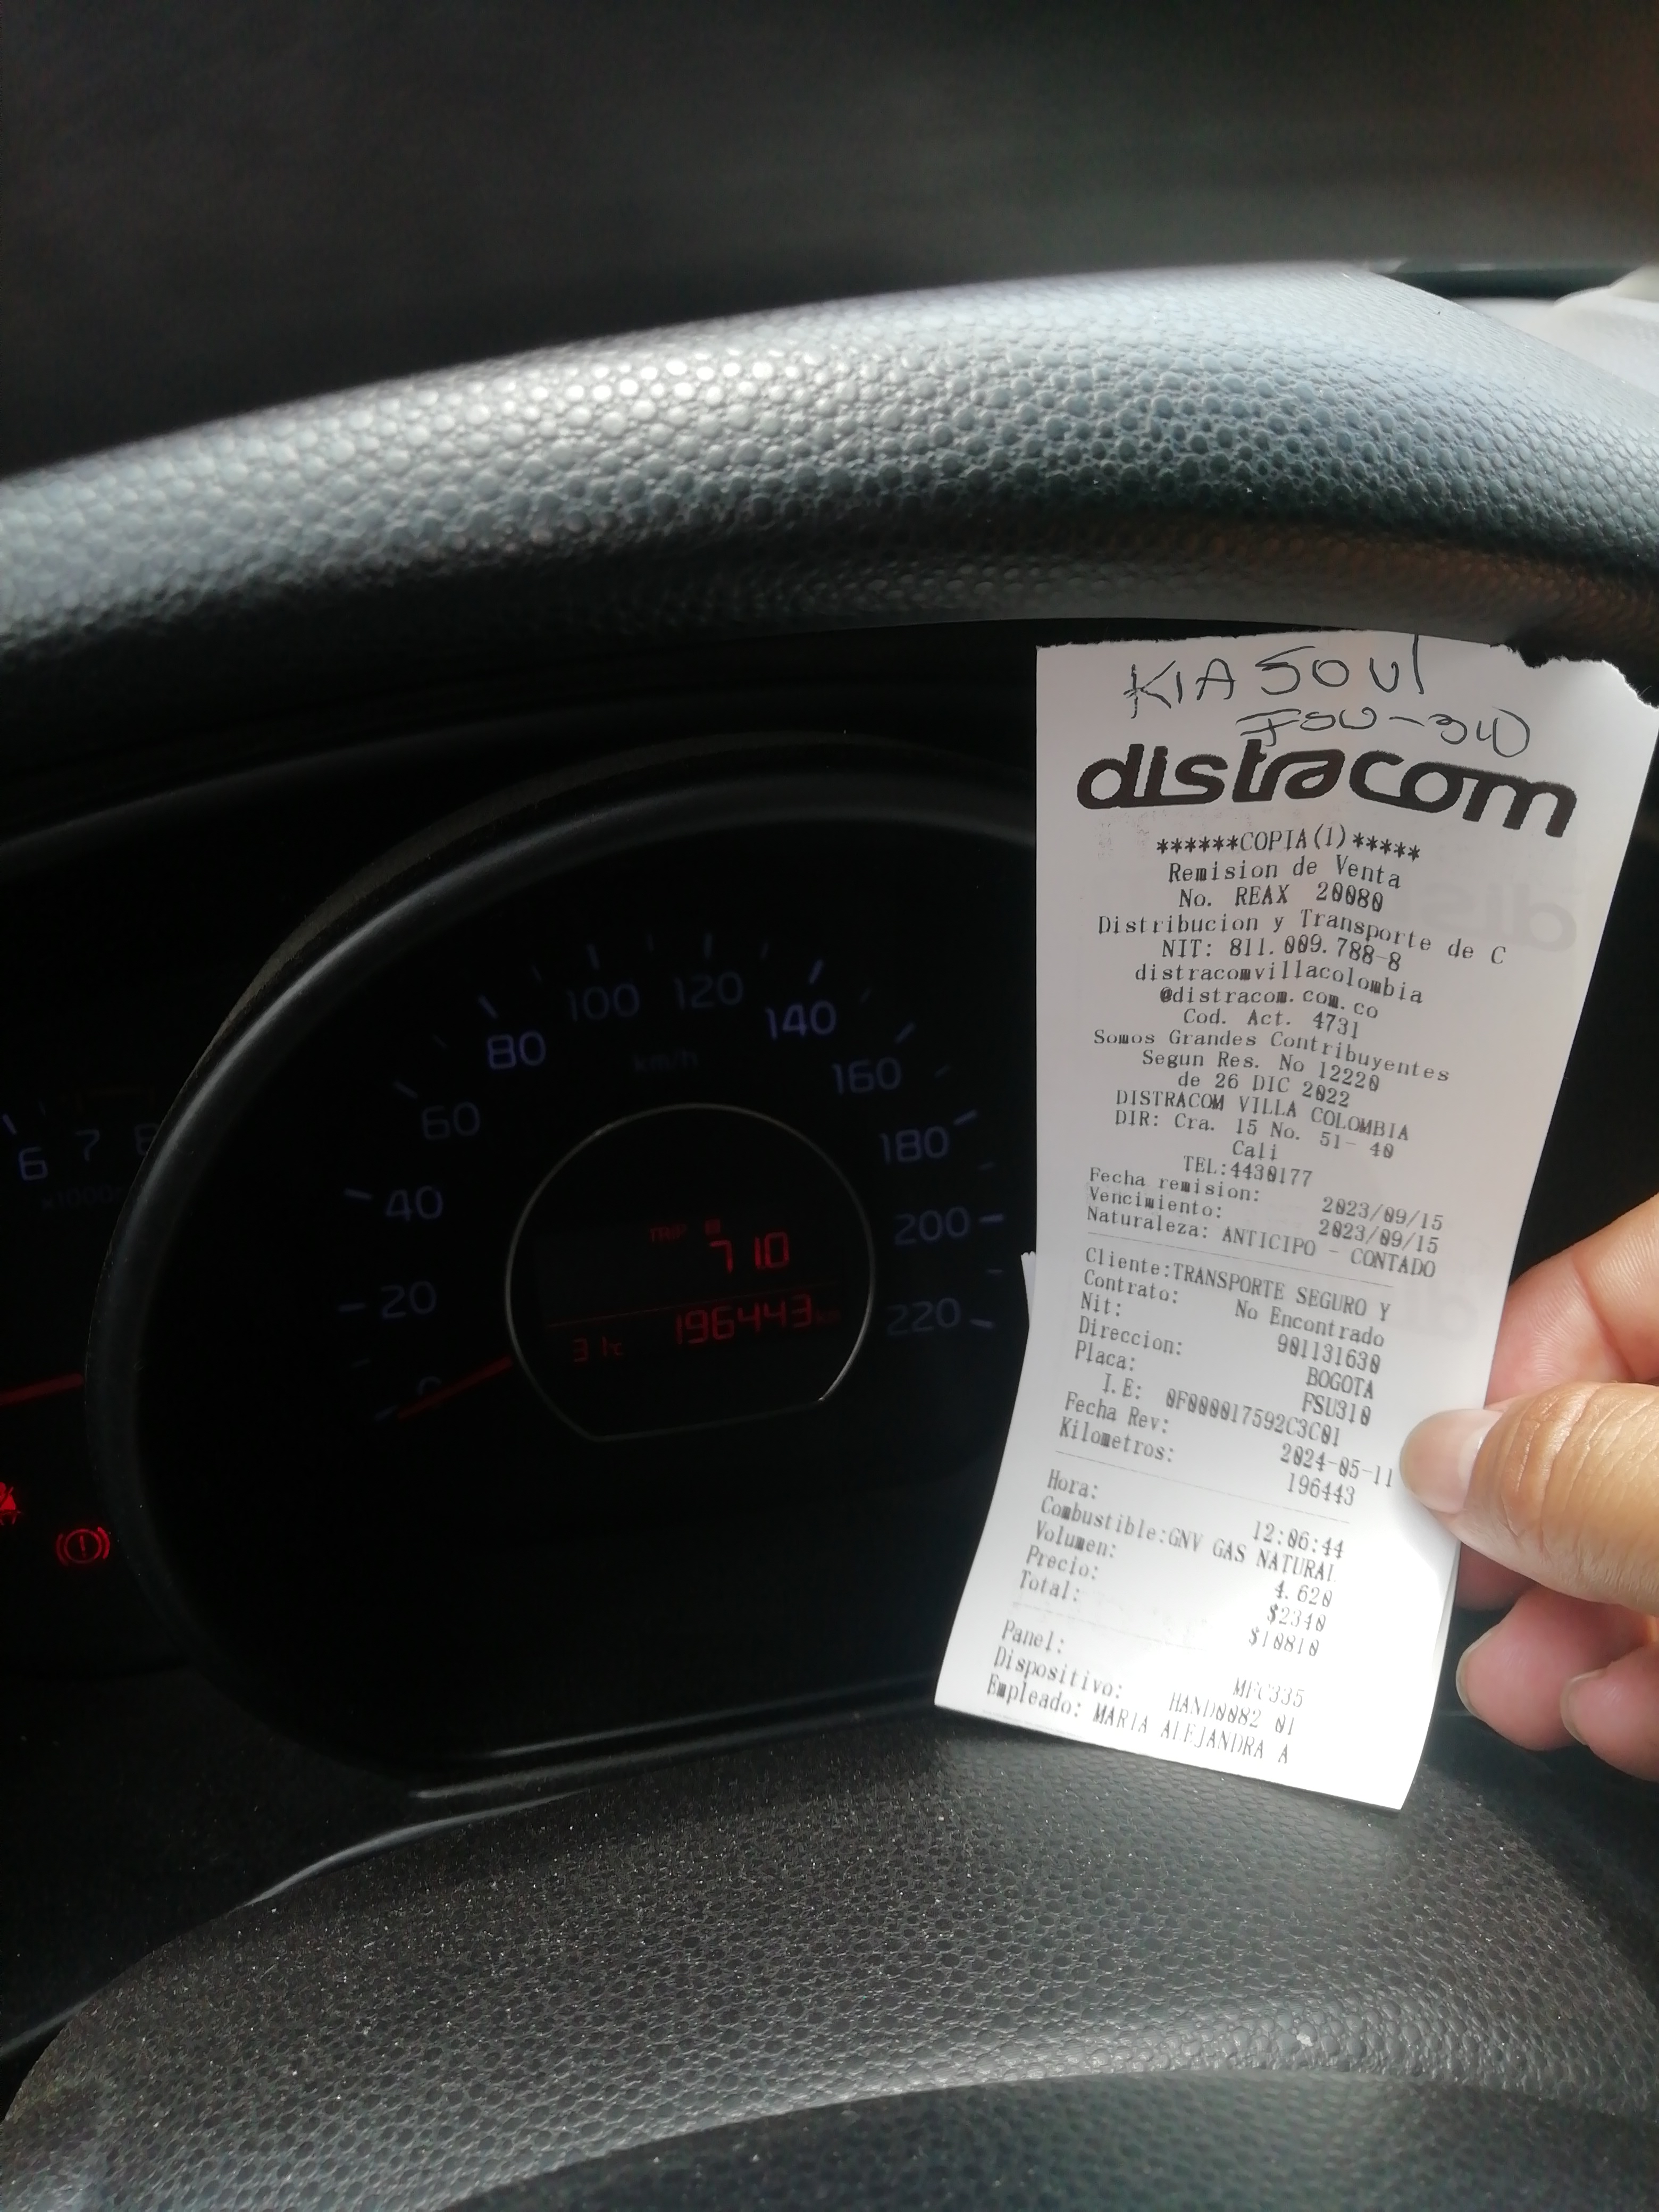 KIA SOUL
distracom
******COPIA(1)*****
Remision de Venta
No. REAX 20080
Distribucion y Transporte de C
NIT: 811.009.788-8
distracomvillacolombia
@distracom.com.co
Cod. Act. 4731
Somos Grandes Contribuyentes
Segun Res. No 12220
de 26 DIC 2022
DISTRACOM VILLA COLOMBIA
DIR: Cra. 15 No. 51- 40
Cali
TEL:4430177
Fecha remision: 2023/09/15
Vencimiento: 2023/09/15
Naturaleza: ANTICIPO - CONTADO
Cliente:TRANSPORTE SEGURO Y
Contrato: No Encontrado
Nit: 901131630
Direccion: BOGOTA
Placa: FSU310
I.E: 0F000017592C3C01
Fecha Rev: 2024-05-11
Kilometros: 196443
Hora: 12:06:44
Combustible:GNV GAS NATURAL
Volumen: 4.620
Precio: $2340
Total: $10810
Panel: MFC335
Dispositivo: HAND0082 01
Empleado: MARIA ALEJANDRA A
6 7 8
0 20 40 60 80 100 120 140 160 180 200 220
km/h
TRIP B
71.0
31°C 196443 km